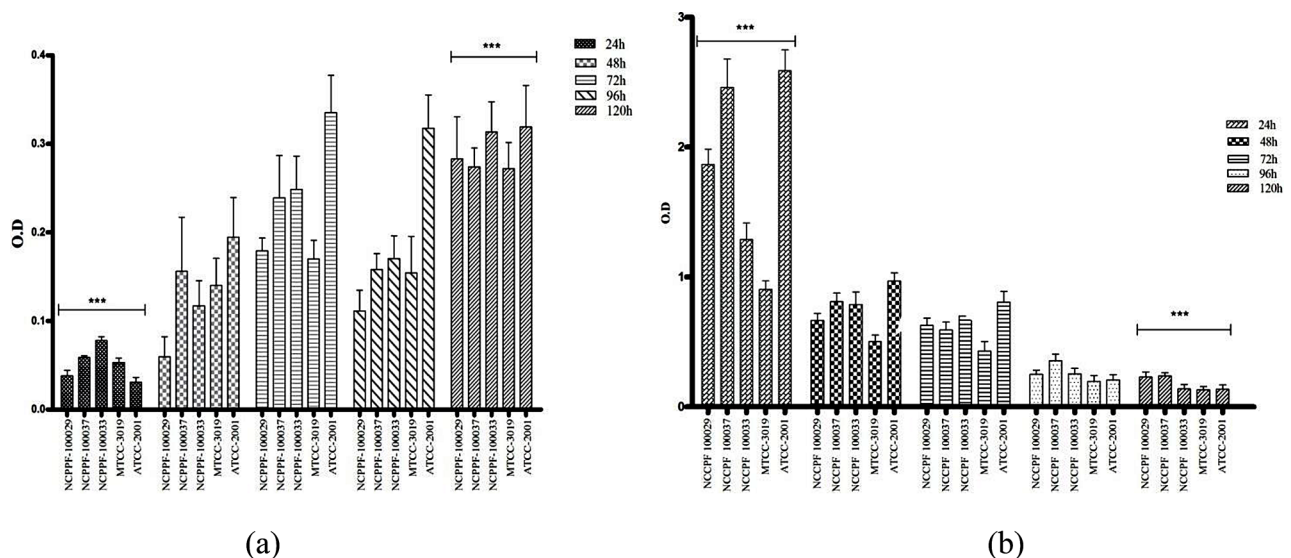 ***
24h
48h
72h
96h
120h
***
0.4
0.3
0.2
0.1
0.0
O.D
NCPPF-100029
NCPPF-100037
NCPPF-100033
MTCC-3019
ATCC-2001
NCPPF-100029
NCPPF-100037
NCPPF-100033
MTCC-3019
ATCC-2001
NCPPF-100029
NCPPF-100037
NCPPF-100033
MTCC-3019
ATCC-2001
NCPPF-100029
NCPPF-100037
NCPPF-100033
MTCC-3019
ATCC-2001
NCPPF-100029
NCPPF-100037
NCPPF-100033
MTCC-3019
ATCC-2001
(a)
***
24h
48h
72h
96h
120h
***
3
2
1
0
O.D
NCCPF 100029
NCCPF 100037
NCCPF 100033
MTCC-3019
ATCC-2001
NCCPF 100029
NCCPF 100037
NCCPF 100033
MTCC-3019
ATCC-2001
NCCPF 100029
NCCPF 100037
NCCPF 100033
MTCC-3019
ATCC-2001
NCCPF 100029
NCCPF 100037
NCCPF 100033
MTCC-3019
ATCC-2001
NCCPF 100029
NCCPF 100037
NCCPF 100033
MTCC-3019
ATCC-2001
(b)